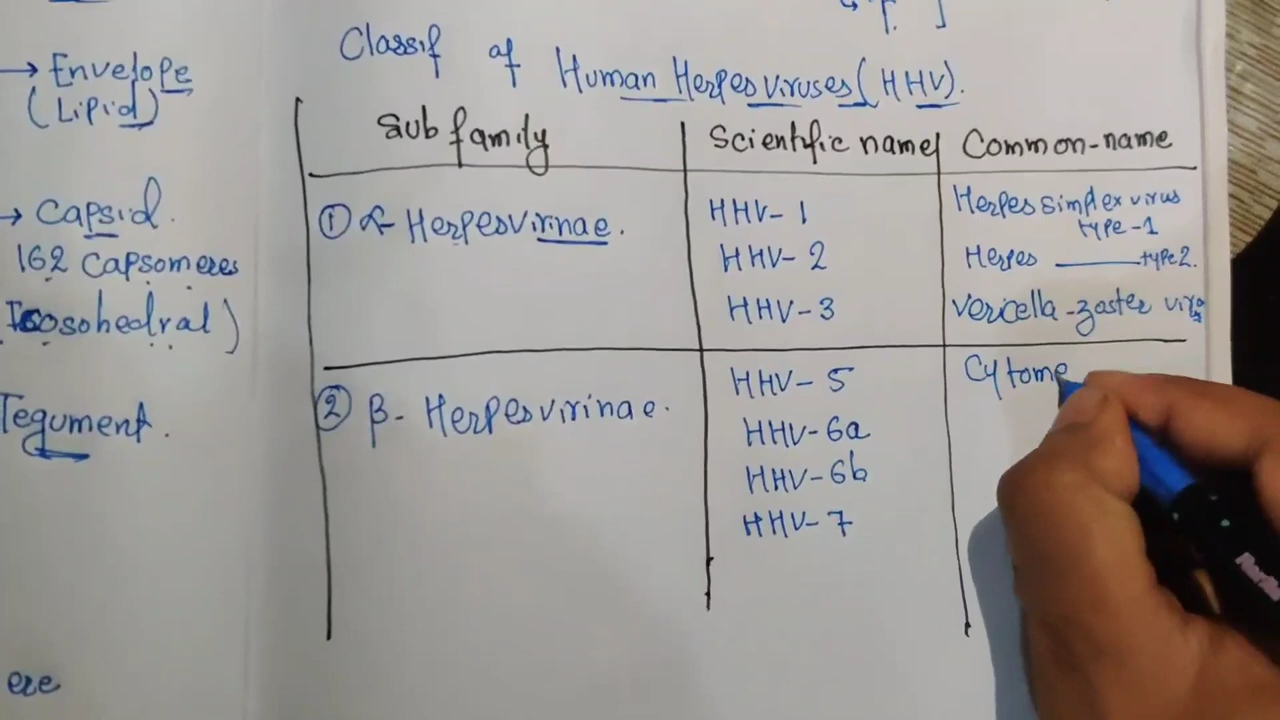 → Envelope
(Lipid)
→ Capsid.
162 Capsomeres
Icosohedral)
Tegument.
ere
Classif of Human Herpesviruses (HHV).
Sub family Scientific name Common-name
① α- Herpesvirinae. HHV-1 Herpes simplex virus
type-1
HHV-2 Herpes ——— type 2.
HHV-3 Vericella-zaster virus
② β- Herpesvirinae. HHV-5 Cytome
HHV-6a
HHV-6b
HHV-7